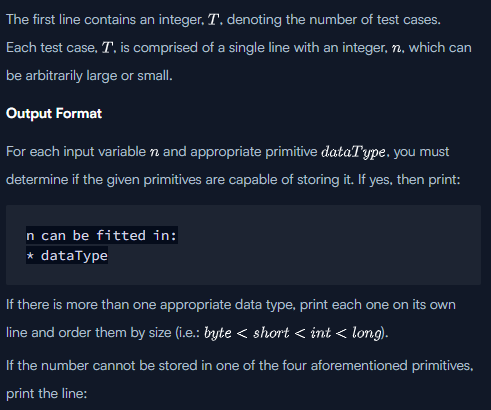 The first line contains an integer, T, denoting the number of test cases.
Each test case, T, is comprised of a single line with an integer, n, which can
be arbitrarily large or small.
Output Format
For each input variable n and appropriate primitive dataType, you must
determine if the given primitives are capable of storing it. If yes, then print:
n can be fitted in:
* dataType
If there is more than one appropriate data type, print each one on its own
line and order them by size (i.e.: byte < short < int < long).
If the number cannot be stored in one of the four aforementioned primitives,
print the line: